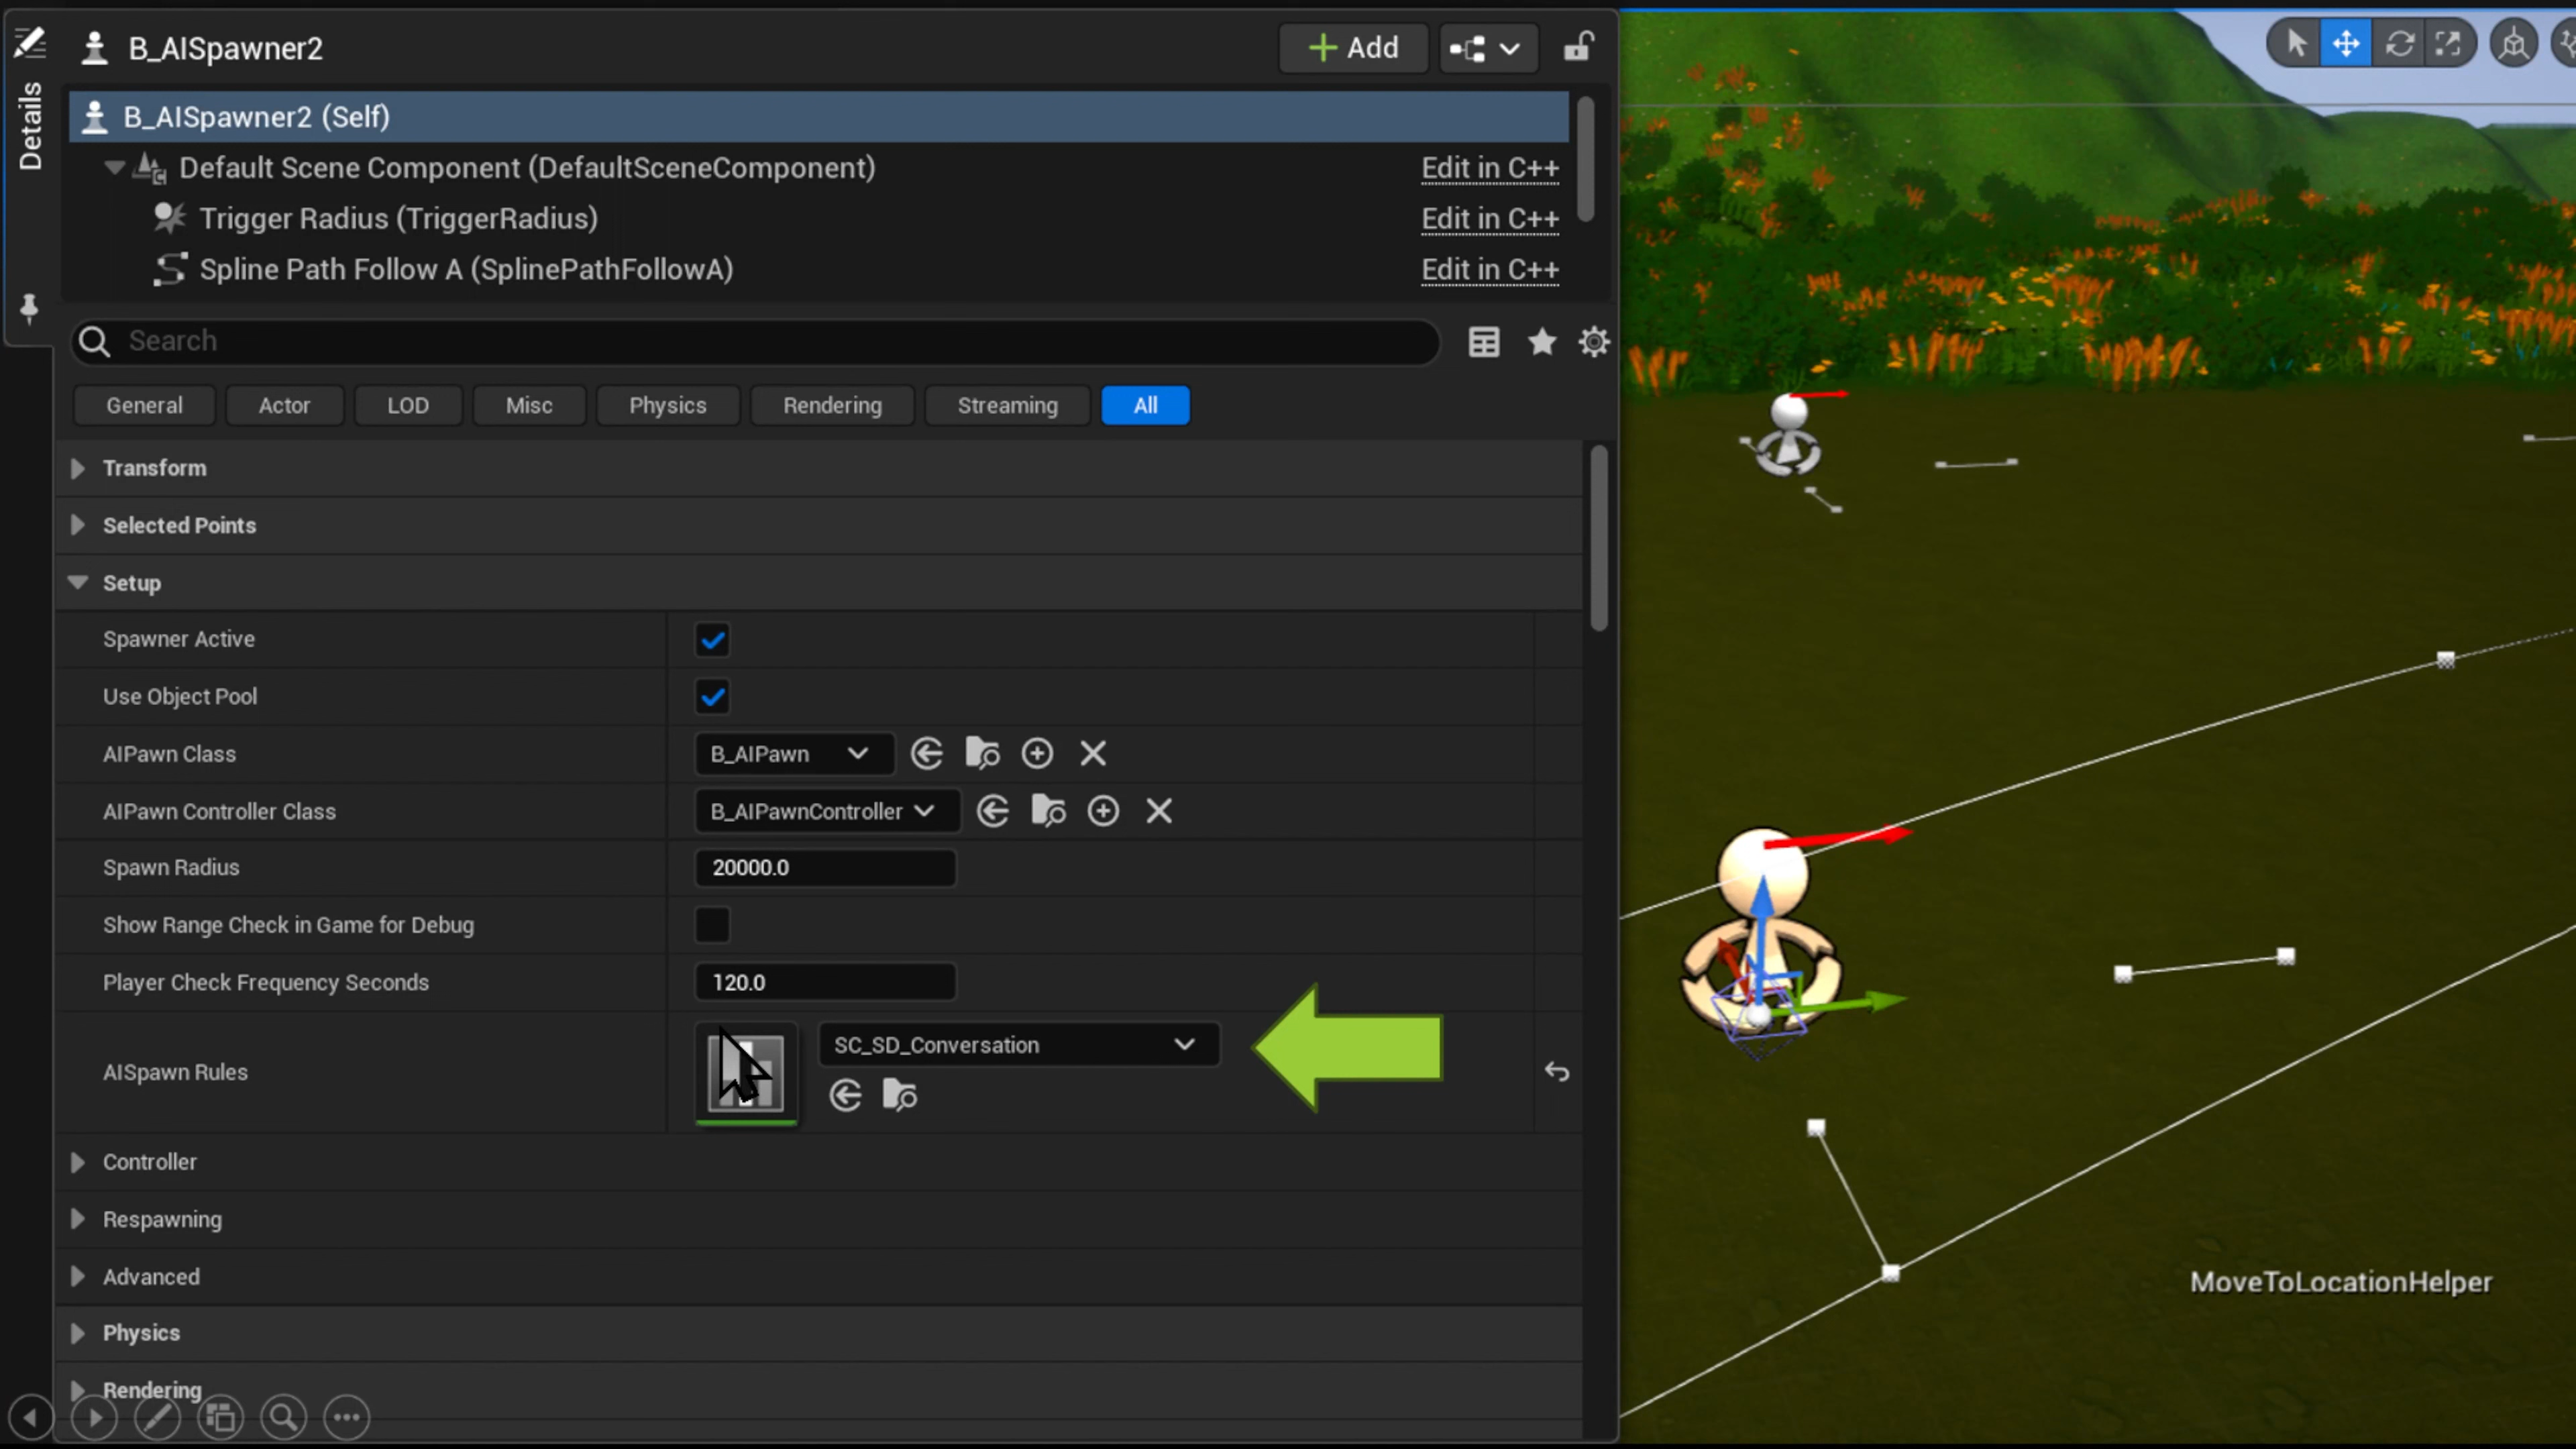 Details
B_AISpawner2
Add
B_AISpawner2 (Self)
Default Scene Component (DefaultSceneComponent) Edit in C++
Trigger Radius (TriggerRadius) Edit in C++
Spline Path Follow A (SplinePathFollowA) Edit in C++
Search
General Actor LOD Misc Physics Rendering Streaming All
Transform
Selected Points
Setup
Spawner Active
Use Object Pool
AIPawn Class B_AIPawn
AIPawn Controller Class B_AIPawnController
Spawn Radius 20000.0
Show Range Check in Game for Debug
Player Check Frequency Seconds 120.0
AISpawn Rules SC_SD_Conversation
Controller
Respawning
Advanced
Physics
Rendering
MoveToLocationHelper